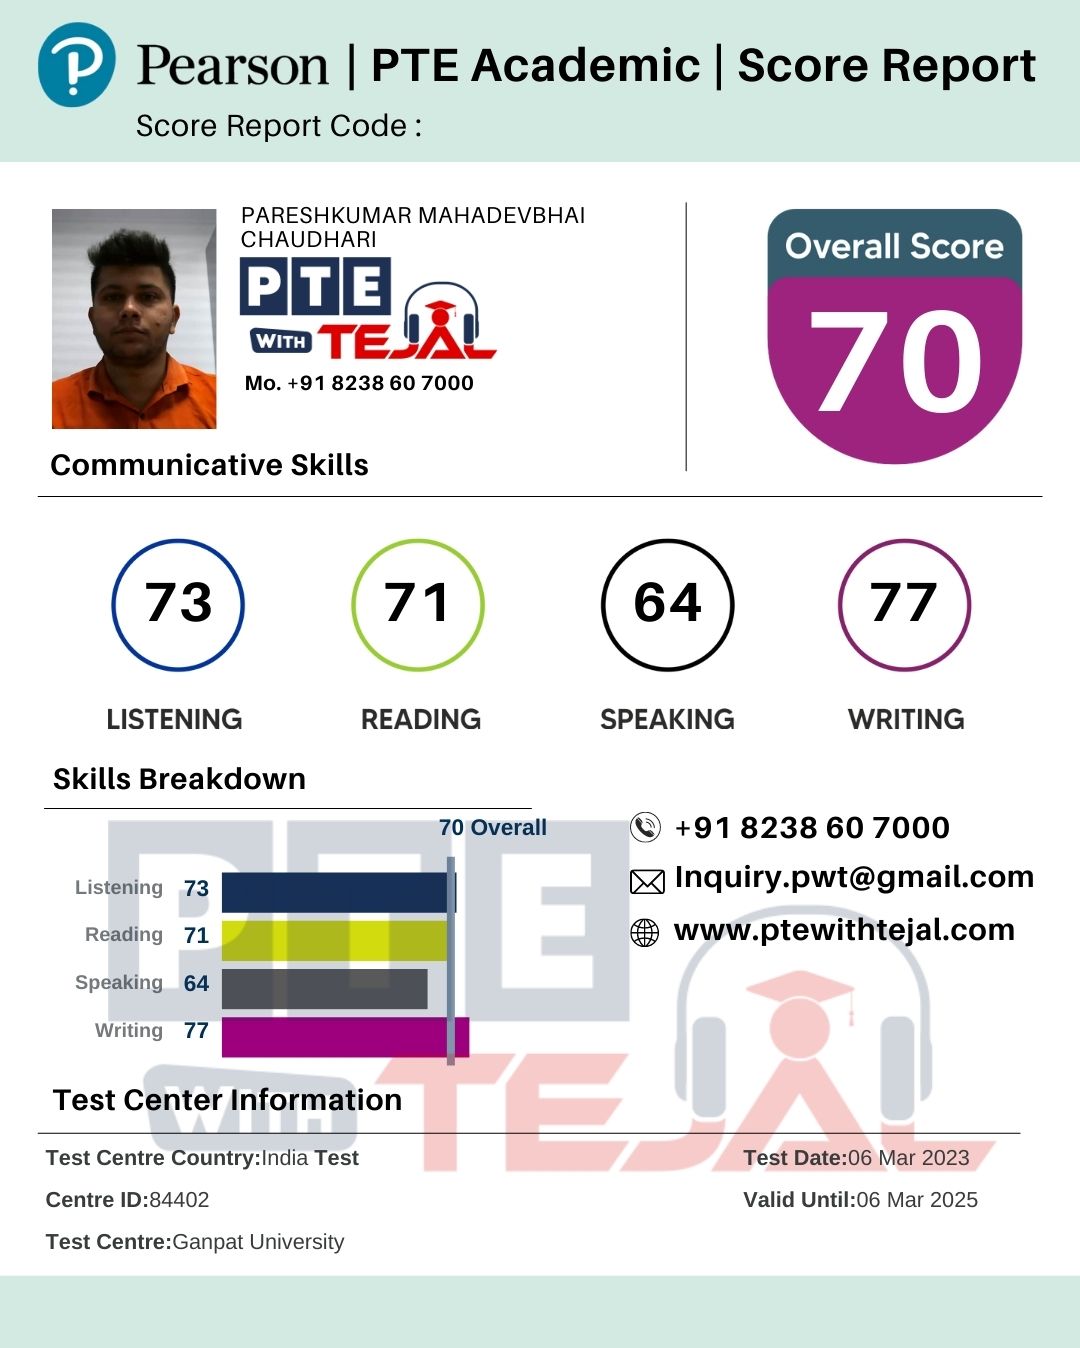 Pearson | PTE Academic | Score Report
Score Report Code :
PARESHKUMAR MAHADEVBHAI
CHAUDHARI
PTE
WITH TEJAL
Mo. +91 8238 60 7000
Overall Score
70
Communicative Skills
73 71 64 77
LISTENING READING SPEAKING WRITING
Skills Breakdown
70 Overall
Listening 73
Reading 71
Speaking 64
Writing 77
+91 8238 60 7000
Inquiry.pwt@gmail.com
www.ptewithtejal.com
PTE
WITH TEJAL
Test Center Information
Test Centre Country:India Test
Centre ID:84402
Test Centre:Ganpat University
Test Date:06 Mar 2023
Valid Until:06 Mar 2025